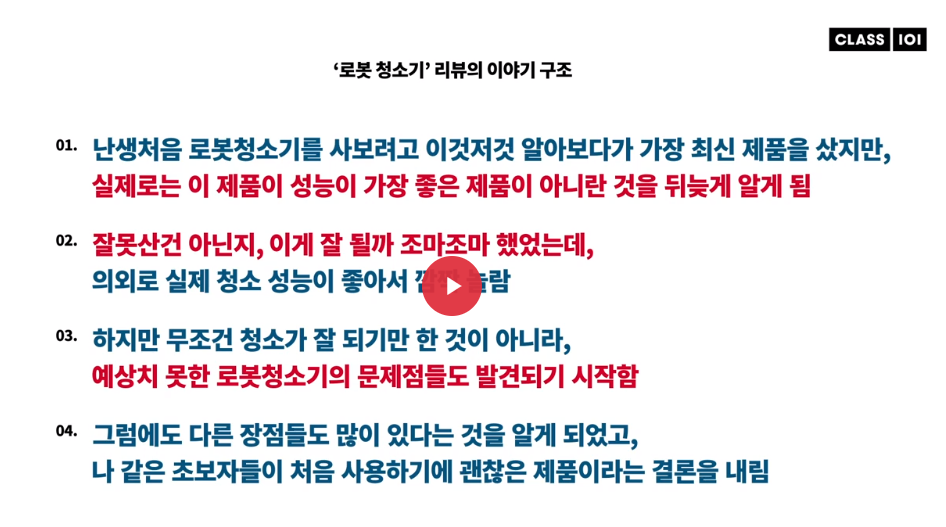 CLASS 101
‘로봇 청소기’ 리뷰의 이야기 구조
01. 난생처음 로봇청소기를 사보려고 이것저것 알아보다가 가장 최신 제품을 샀지만,
실제로는 이 제품이 성능이 가장 좋은 제품이 아니란 것을 뒤늦게 알게 됨
02. 잘못산건 아닌지, 이게 잘 될까 조마조마 했었는데,
의외로 실제 청소 성능이 좋아서 놀람
03. 하지만 무조건 청소가 잘 되기만 한 것이 아니라,
예상치 못한 로봇청소기의 문제점들도 발견되기 시작함
04. 그럼에도 다른 장점들도 많이 있다는 것을 알게 되었고,
나 같은 초보자들이 처음 사용하기에 괜찮은 제품이라는 결론을 내림